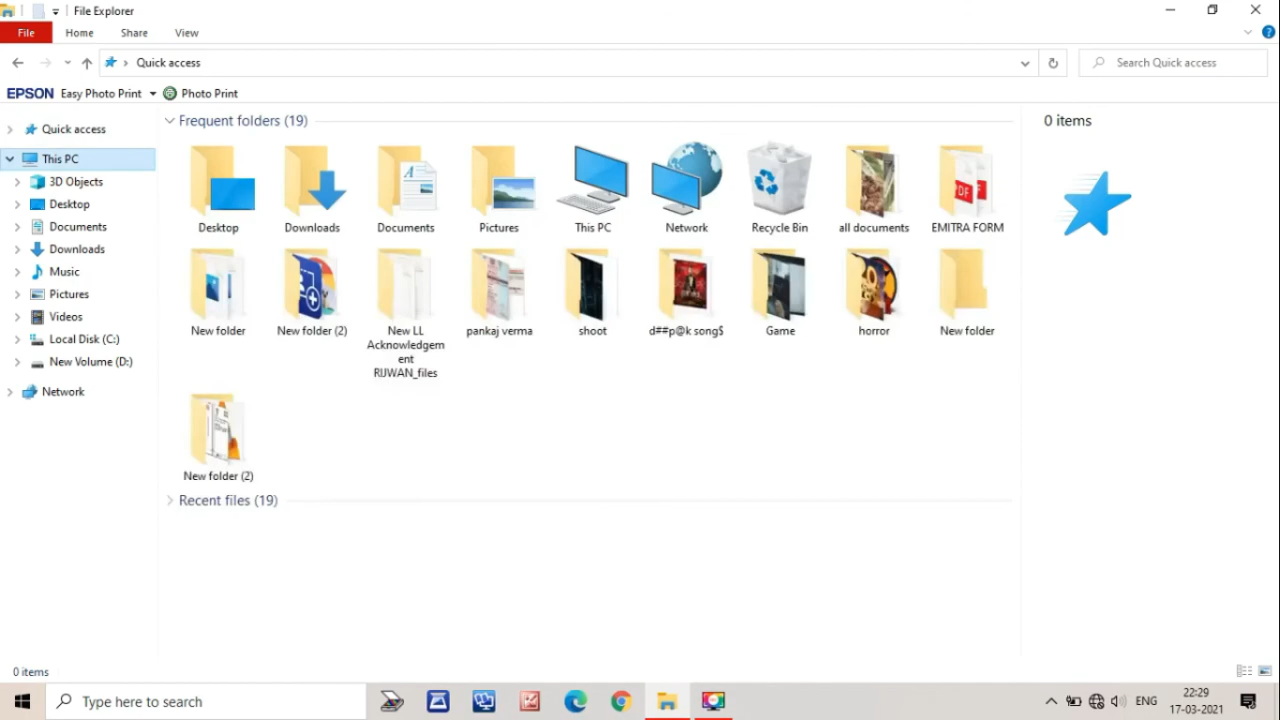 File Explorer
File Home Share View
Quick access
Search Quick access
EPSON Easy Photo Print Photo Print
Quick access
This PC
3D Objects
Desktop
Documents
Downloads
Music
Pictures
Videos
Local Disk (C:)
New Volume (D:)
Network
Frequent folders (19)
Desktop Downloads Documents Pictures This PC Network Recycle Bin all documents EMITRA FORM
PDF
New folder New folder (2) New LL pankaj verma shoot d##p@k song$ Game horror New folder
Acknowledgem
ent
RIJWAN_files
New folder (2)
Recent files (19)
0 items
0 items
Type here to search
ENG
22:29
17-03-2021